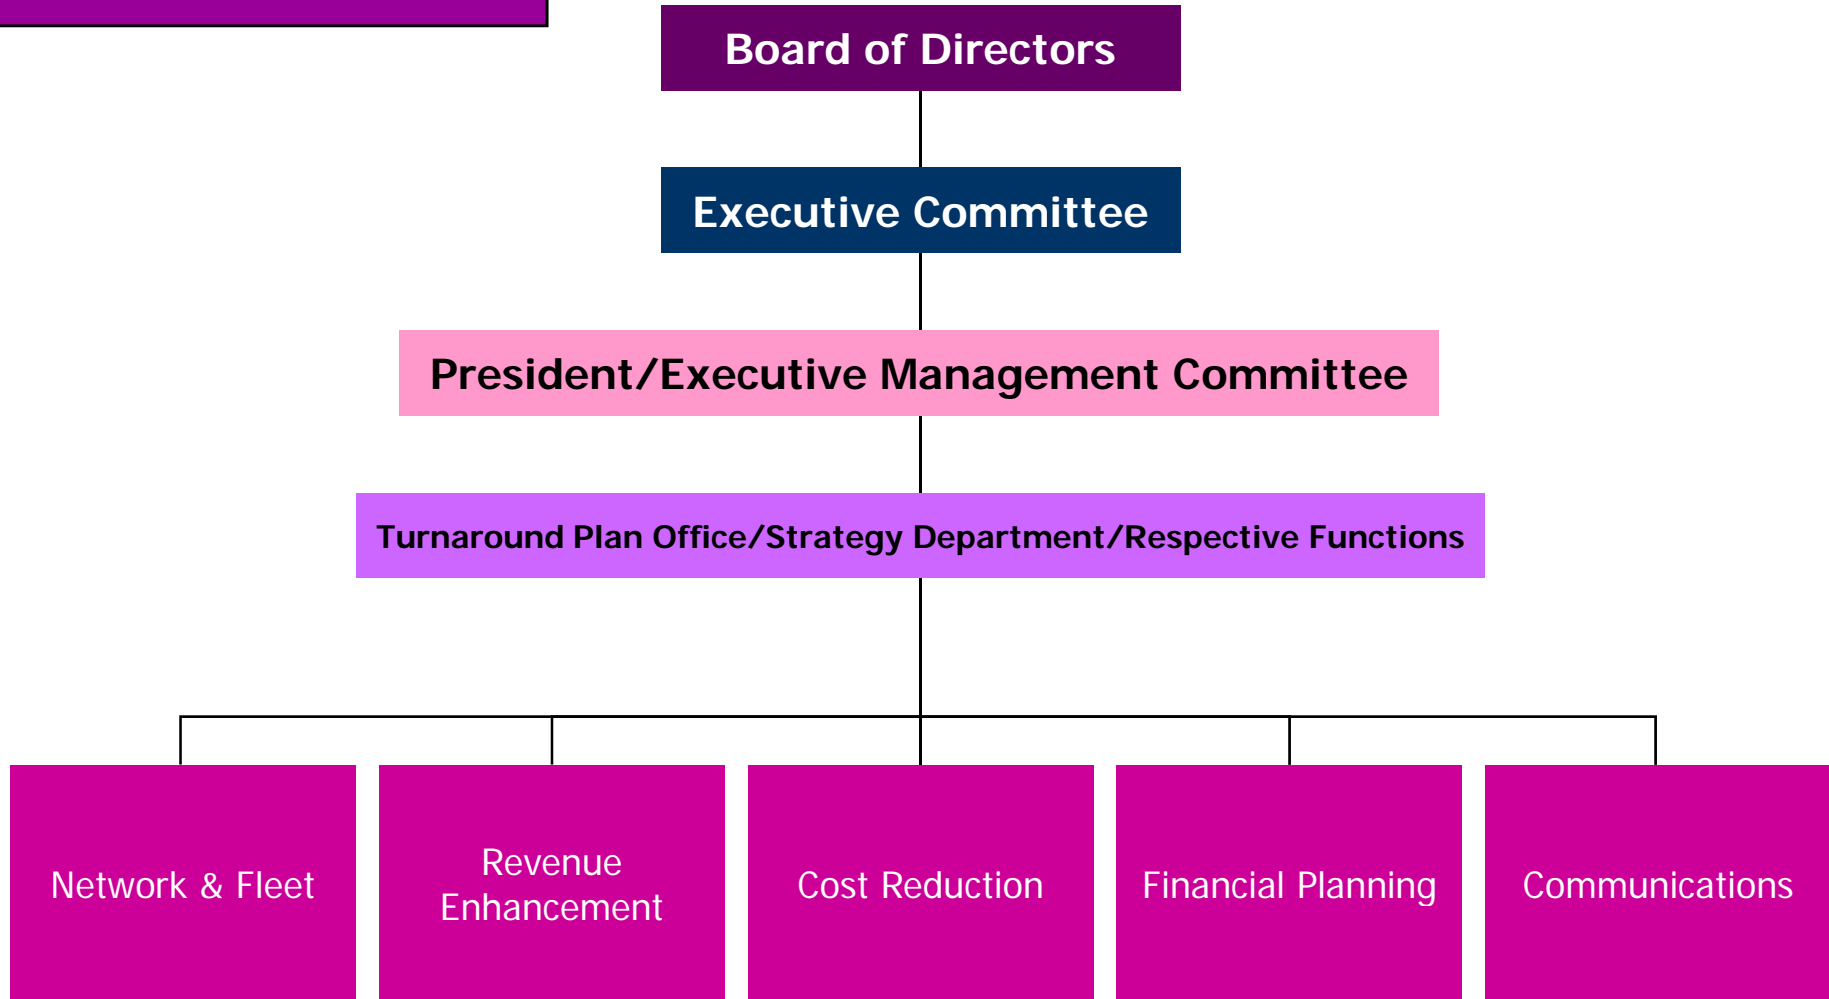 Board of Directors
Executive Committee
President/Executive Management Committee
Turnaround Plan Office/Strategy Department/Respective Functions
Network & Fleet
Revenue
Enhancement
Cost Reduction
Financial Planning
Communications